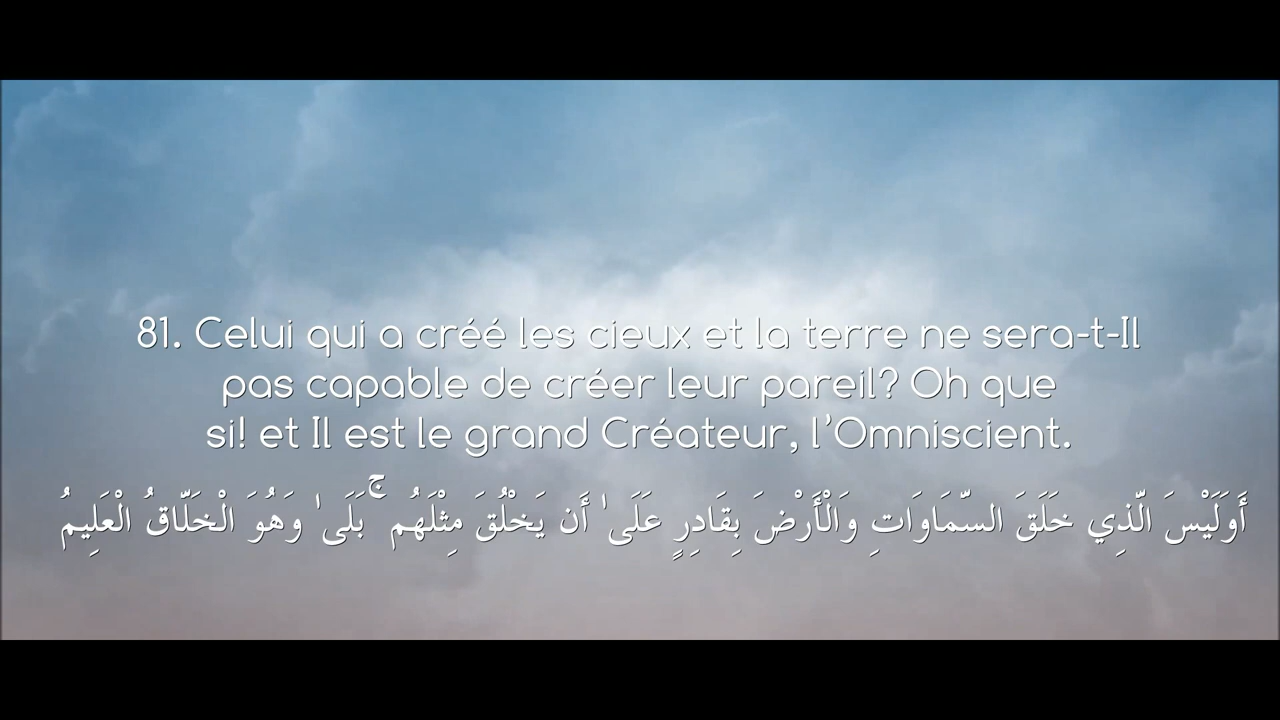 81. Celui qui a créé les cieux et la terre ne sera-t-Il
pas capable de créer leur pareil? Oh que
si! et Il est le grand Créateur, l'Omniscient.
أَوَلَيْسَ الَّذِي خَلَقَ السَّمَاوَاتِ وَالْأَرْضَ بِقَادِرٍ عَلَىٰ أَن يَخْلُقَ مِثْلَهُم ۚ بَلَىٰ وَهُوَ الْخَلَّاقُ الْعَلِيمُ